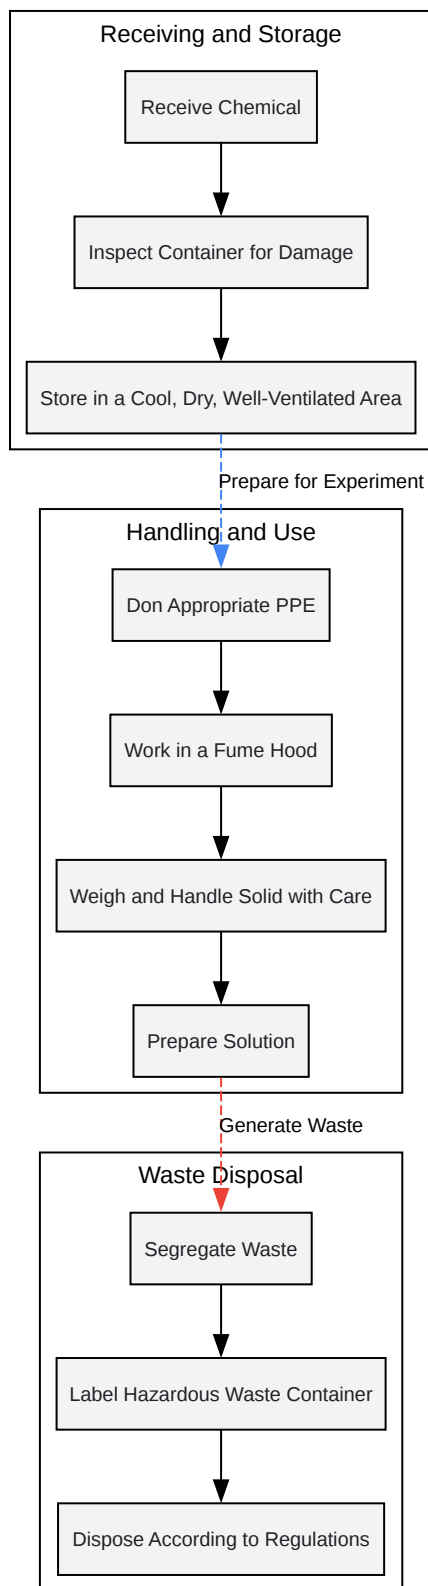 Receiving and Storage
Receive Chemical
Inspect Container for Damage
Store in a Cool, Dry, Well-Ventilated Area
Prepare for Experiment
Handling and Use
Don Appropriate PPE
Work in a Fume Hood
Weigh and Handle Solid with Care
Prepare Solution
Generate Waste
Waste Disposal
Segregate Waste
Label Hazardous Waste Container
Dispose According to Regulations